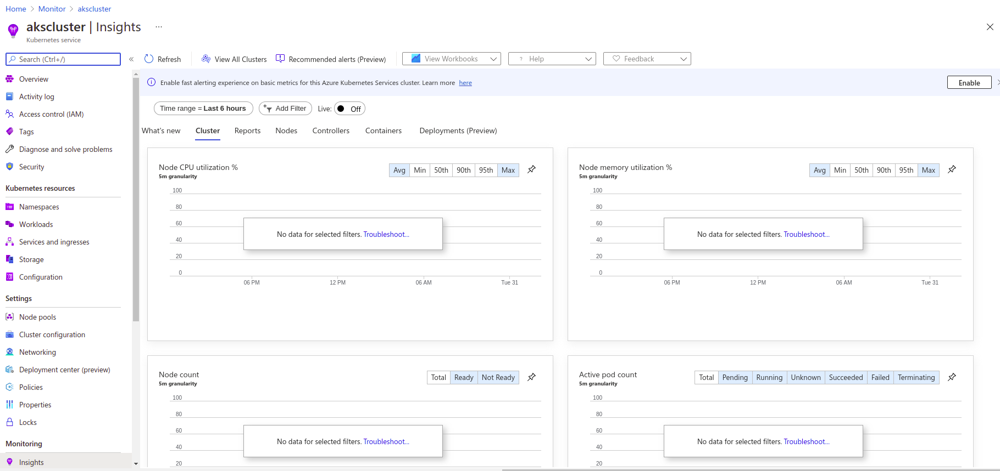 Home > Monitor > akscluster
akscluster | Insights ...
Kubernetes service
Search (Ctrl+/)
«
Refresh
View All Clusters
Recommended alerts (Preview)
View Workbooks
? Help
Feedback
Overview
Activity log
Access control (IAM)
Tags
Diagnose and solve problems
Security
Kubernetes resources
Namespaces
Workloads
Services and ingresses
Storage
Configuration
Settings
Node pools
Cluster configuration
Networking
Deployment center (preview)
Policies
Properties
Locks
Monitoring
Insights
Enable fast alerting experience on basic metrics for this Azure Kubernetes Services cluster. Learn more here
Enable
Time range = Last 6 hours
Add Filter
Live: Off
What's new
Cluster
Reports
Nodes
Controllers
Containers
Deployments (Preview)
Node CPU utilization %
5m granularity
Avg Min 50th 90th 95th Max
100
80
60
40
20
0
No data for selected filters. Troubleshoot...
06 PM 12 PM 06 AM Tue 31
Node memory utilization %
5m granularity
Avg Min 50th 90th 95th Max
100
80
60
40
20
0
No data for selected filters. Troubleshoot...
06 PM 12 PM 06 AM Tue 31
Node count
5m granularity
Total Ready Not Ready
100
80
60
40
20
No data for selected filters. Troubleshoot...
Active pod count
5m granularity
Total Pending Running Unknown Succeeded Failed Terminating
100
80
60
40
20
No data for selected filters. Troubleshoot...